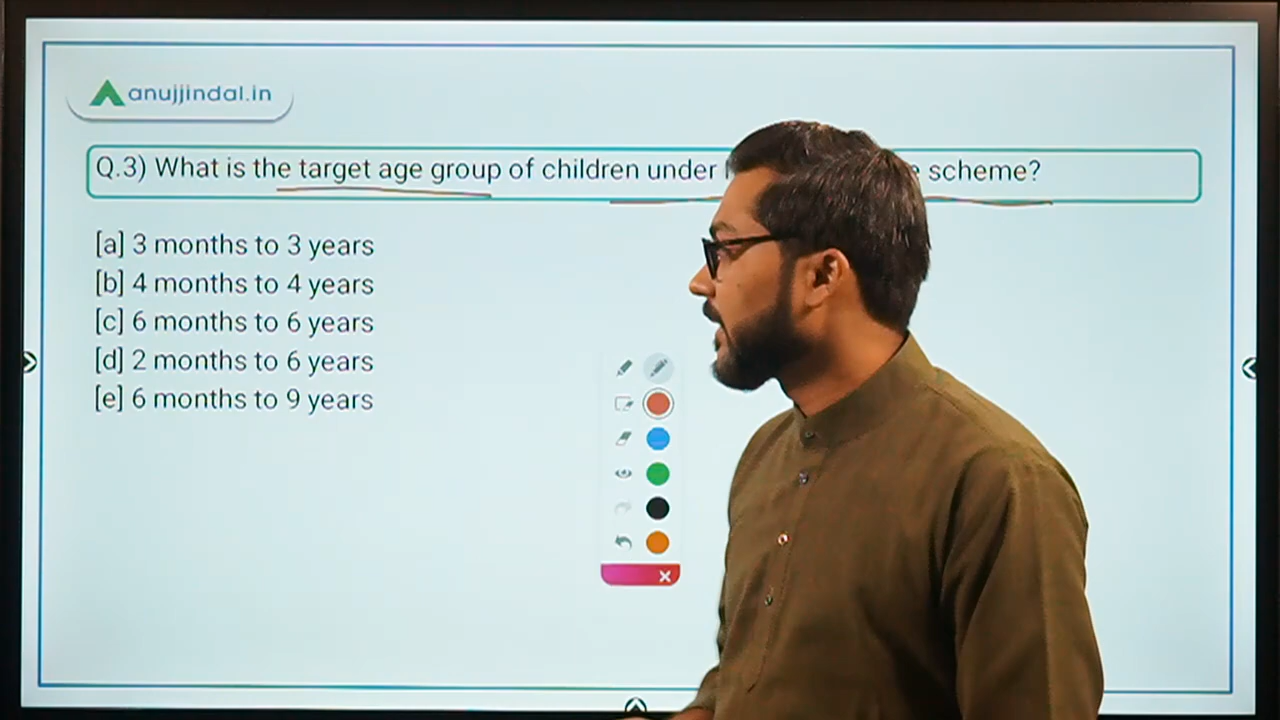 anujjindal.in
Q.3) What is the target age group of children under scheme?
[a] 3 months to 3 years
[b] 4 months to 4 years
[c] 6 months to 6 years
[d] 2 months to 6 years
[e] 6 months to 9 years